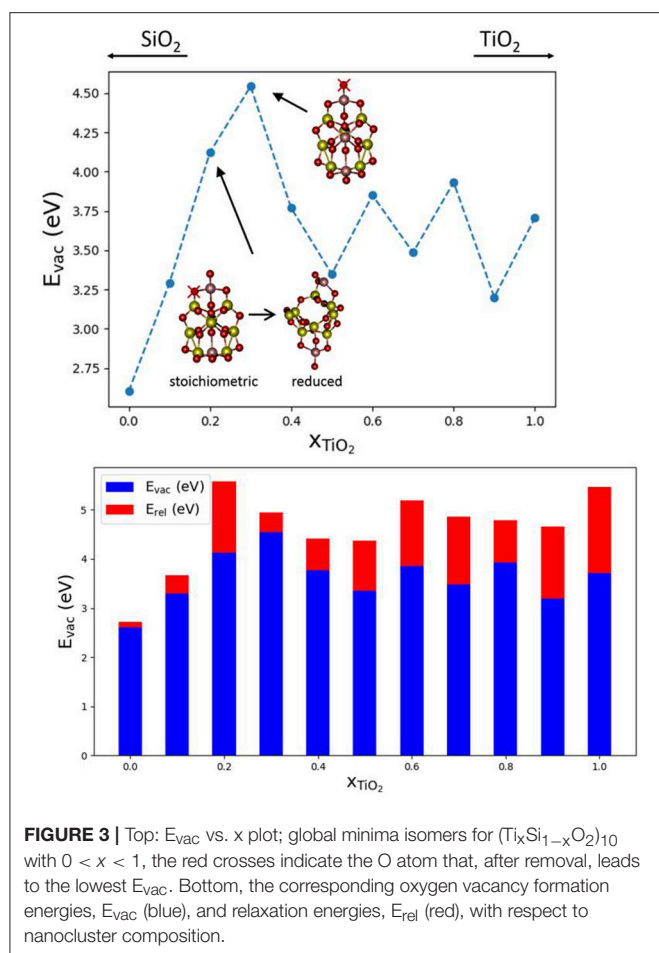 SiO2
TiO2
4.50
4.25
4.00
3.75
3.50
3.25
3.00
2.75
Evac (eV)
stoichiometric
reduced
0.0 0.2 0.4 0.6 0.8 1.0
xTiO2
Evac (eV)
Erel (eV)
5
4
3
2
1
0
Evac (eV)
0.0 0.2 0.4 0.6 0.8 1.0
xTiO2
FIGURE 3 | Top: Evac vs. x plot; global minima isomers for (TixSi1−xO2)10
with 0 < x < 1, the red crosses indicate the O atom that, after removal, leads
to the lowest Evac. Bottom, the corresponding oxygen vacancy formation
energies, Evac (blue), and relaxation energies, Erel (red), with respect to
nanocluster composition.